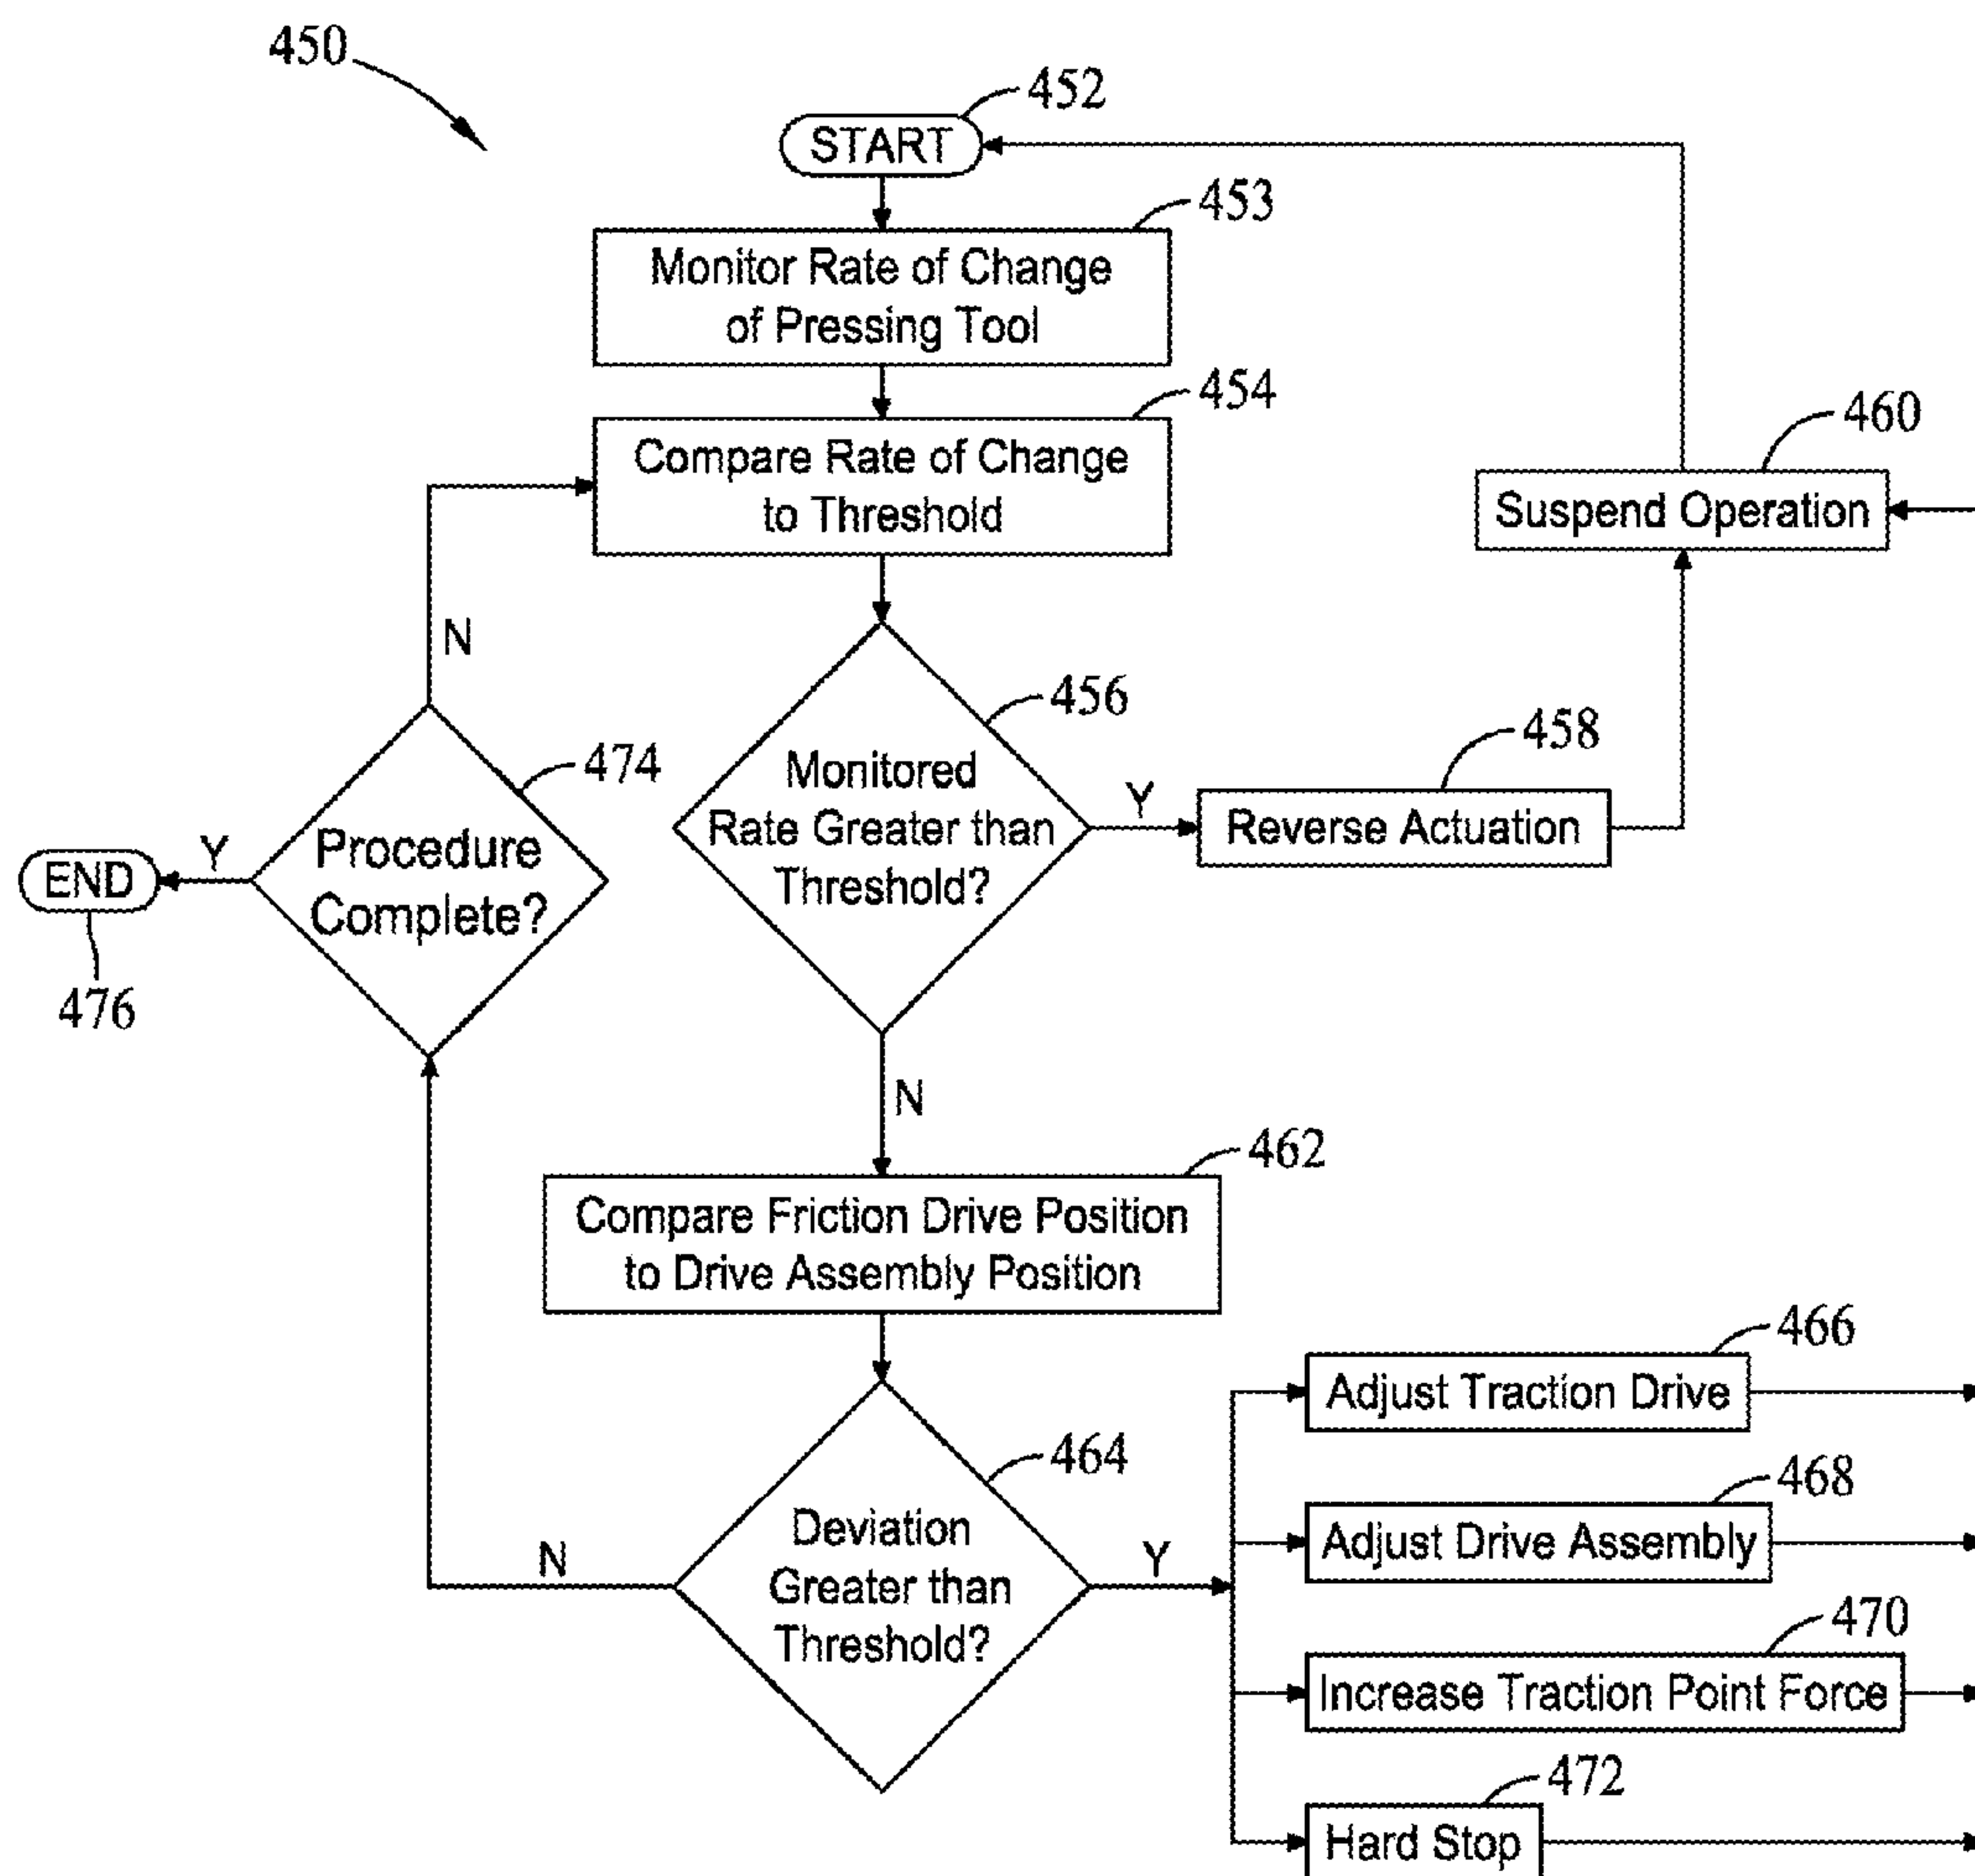 450
452
START
453
Monitor Rate of Change
of Pressing Tool
454
Compare Rate of Change
to Threshold
460
Suspend Operation
N
456
Monitored
Rate Greater than
Threshold?
Y
458
Reverse Actuation
474
Procedure
Complete?
Y
END
476
N
462
Compare Friction Drive Position
to Drive Assembly Position
464
Deviation
Greater than
Threshold?
N
Y
466
Adjust Traction Drive
468
Adjust Drive Assembly
470
Increase Traction Point Force
472
Hard Stop